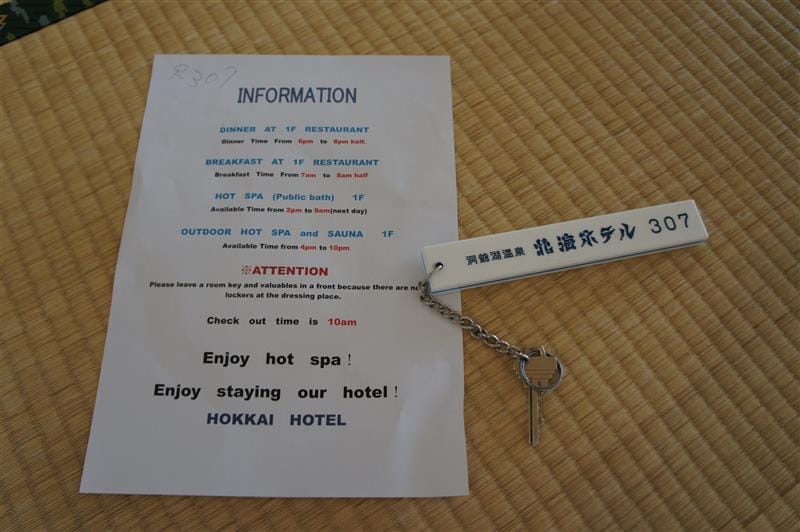 R307
INFORMATION
DINNER AT 1F RESTAURANT
Dinner Time From 6pm to 8pm half.
BREAKFAST AT 1F RESTAURANT
Breakfast Time From 7am to 8am half
HOT SPA (Public bath) 1F
Available Time from 2pm to 9am(next day)
OUTDOOR HOT SPA and SAUNA 1F
Available Time from 4pm to 10pm
※ATTENTION
Please leave a room key and valuables in a front because there are no
lockers at the dressing place.
Check out time is 10am
Enjoy hot spa!
Enjoy staying our hotel!
HOKKAI HOTEL
洞爺湖温泉 北海ホテル 307